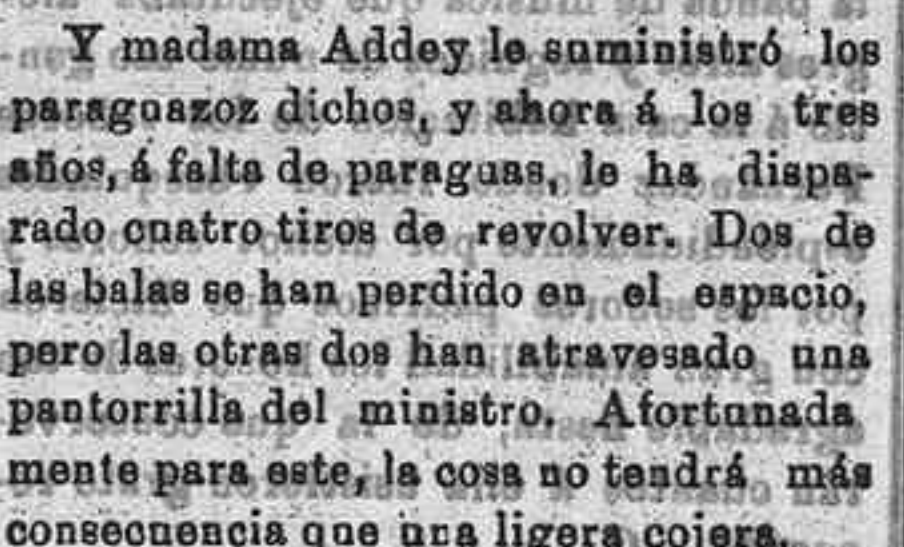 Y madama Addey le suministró los
paraguazoz dichos, y ahora á los tres
años, á falta de paraguas, le ha dispa-
rado cuatro tiros de revolver. Dos de
las balas se han perdido en el espacio,
pero las otras dos han atravesado una
pantorrilla del ministro. Afortunada
mente para este, la cosa no tendrá más
consecuencia que una ligera cojera.